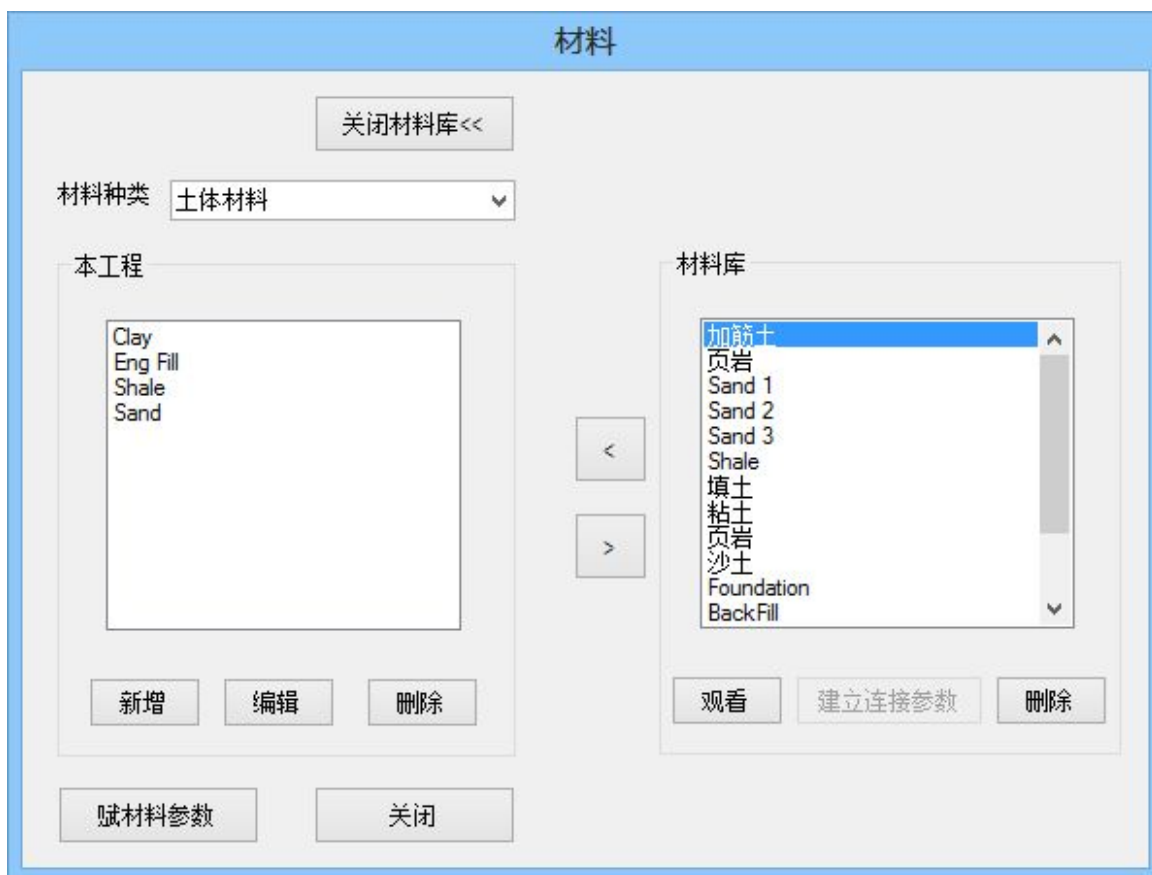 材料
关闭材料库<<
材料种类 土体材料
本工程
Clay
Eng Fill
Shale
Sand
新增 编辑 删除
<
>
材料库
加筋土
页岩
Sand 1
Sand 2
Sand 3
Shale
填土
粘土
页岩
沙土
Foundation
BackFill
观看 建立连接参数 删除
赋材料参数 关闭